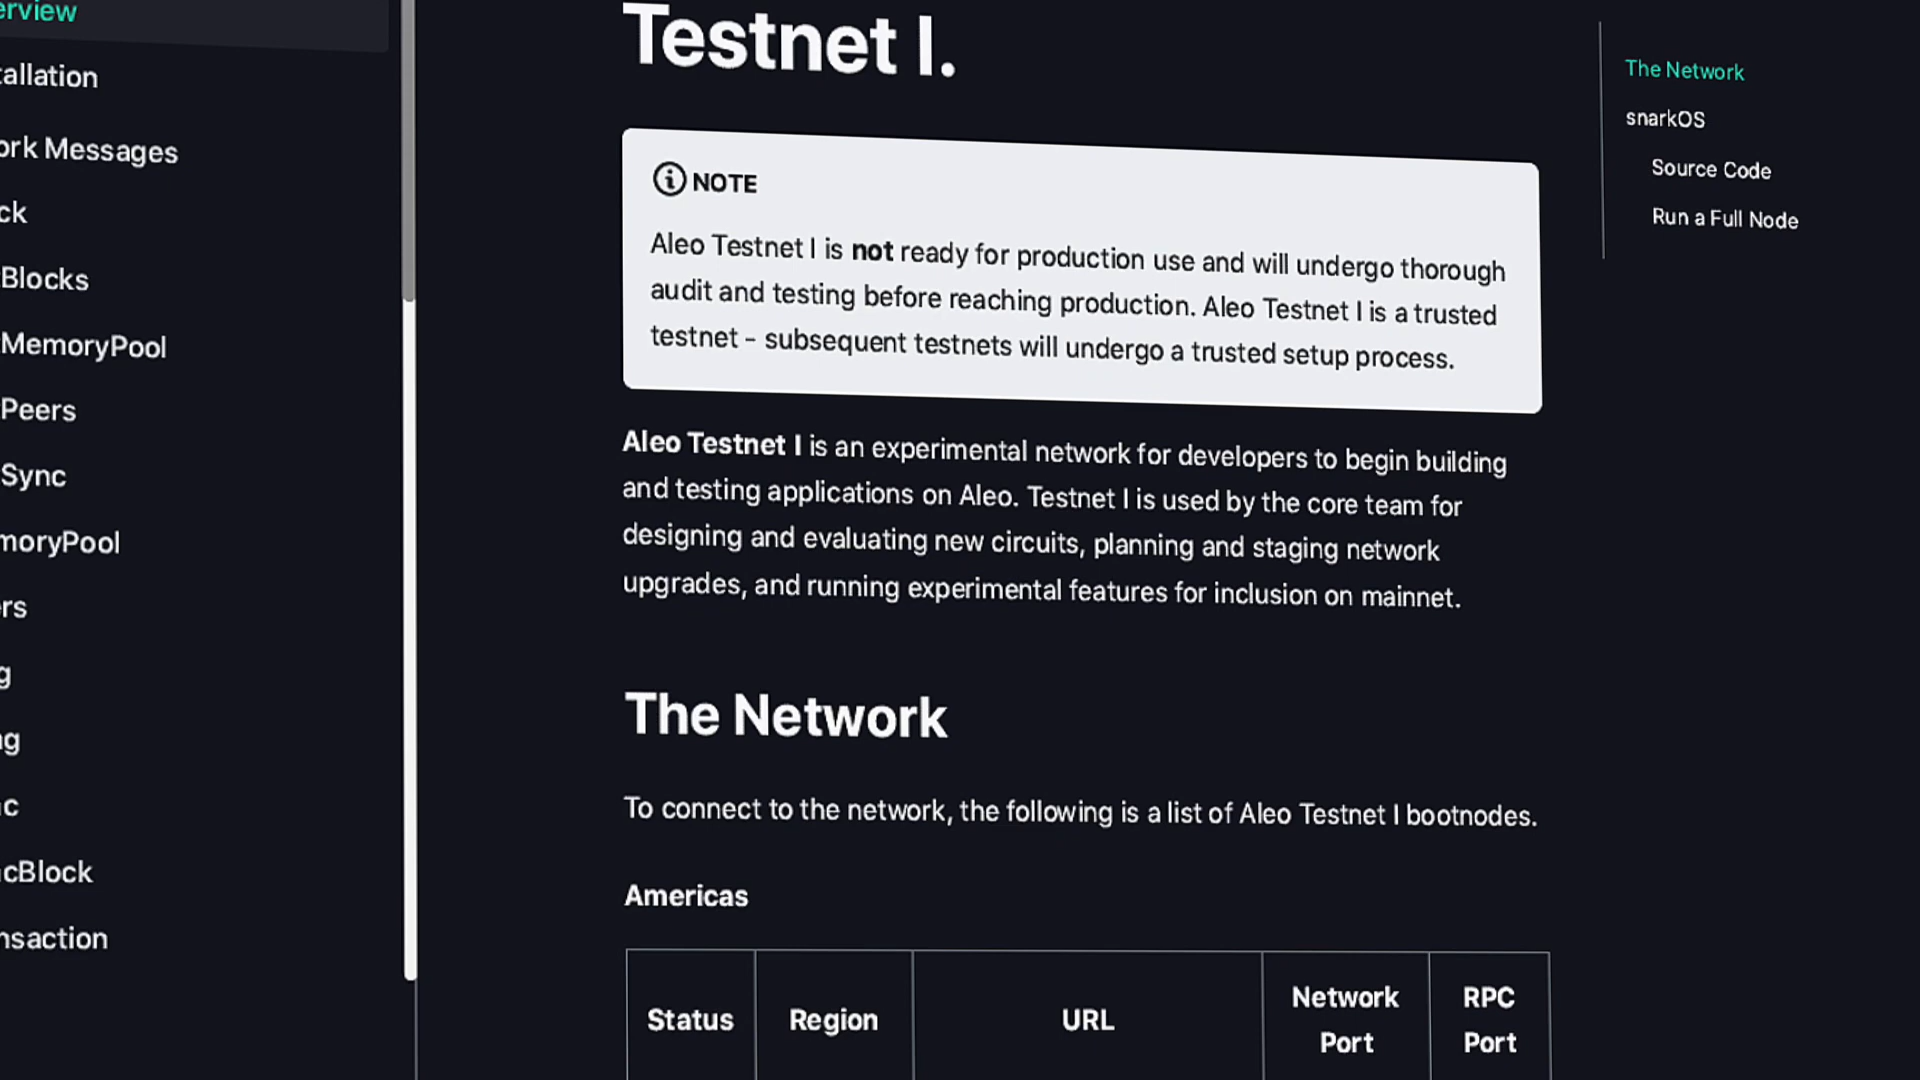 erview
tallation
ork Messages
ck
Blocks
MemoryPool
Peers
Sync
moryPool
rs
g
ng
nc
ncBlock
nsaction
Testnet I.
NOTE
Aleo Testnet I is not ready for production use and will undergo thorough
audit and testing before reaching production. Aleo Testnet I is a trusted
testnet - subsequent testnets will undergo a trusted setup process.
Aleo Testnet I is an experimental network for developers to begin building
and testing applications on Aleo. Testnet I is used by the core team for
designing and evaluating new circuits, planning and staging network
upgrades, and running experimental features for inclusion on mainnet.
The Network
To connect to the network, the following is a list of Aleo Testnet I bootnodes.
Americas
Status Region URL Network Port RPC Port
The Network
snarkOS
Source Code
Run a Full Node